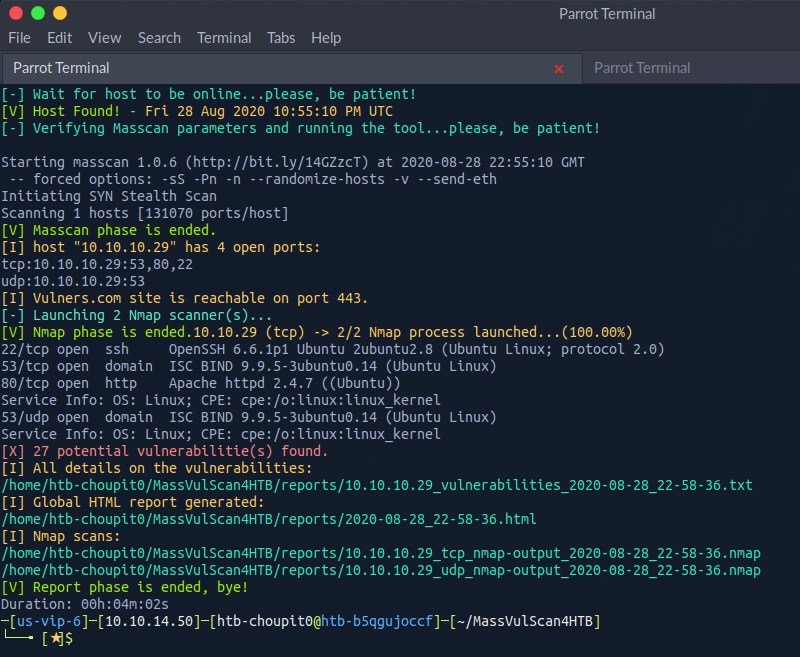 Parrot Terminal
File Edit View Search Terminal Tabs Help
Parrot Terminal × Parrot Terminal
[-] Wait for host to be online...please, be patient!
[V] Host Found! - Fri 28 Aug 2020 10:55:10 PM UTC
[-] Verifying Masscan parameters and running the tool...please, be patient!
Starting masscan 1.0.6 (http://bit.ly/14GZzcT) at 2020-08-28 22:55:10 GMT
-- forced options: -sS -Pn -n --randomize-hosts -v --send-eth
Initiating SYN Stealth Scan
Scanning 1 hosts [131070 ports/host]
[V] Masscan phase is ended.
[I] host "10.10.10.29" has 4 open ports:
tcp:10.10.10.29:53,80,22
udp:10.10.10.29:53
[I] Vulners.com site is reachable on port 443.
[-] Launching 2 Nmap scanner(s)...
[V] Nmap phase is ended.10.10.29 (tcp) -> 2/2 Nmap process launched...(100.00%)
22/tcp open  ssh     OpenSSH 6.6.1p1 Ubuntu 2ubuntu2.8 (Ubuntu Linux; protocol 2.0)
53/tcp open  domain  ISC BIND 9.9.5-3ubuntu0.14 (Ubuntu Linux)
80/tcp open  http    Apache httpd 2.4.7 ((Ubuntu))
Service Info: OS: Linux; CPE: cpe:/o:linux:linux_kernel
53/udp open  domain  ISC BIND 9.9.5-3ubuntu0.14 (Ubuntu Linux)
Service Info: OS: Linux; CPE: cpe:/o:linux:linux_kernel
[X] 27 potential vulnerabilitie(s) found.
[I] All details on the vulnerabilities:
/home/htb-choupit0/MassVulScan4HTB/reports/10.10.10.29_vulnerabilities_2020-08-28_22-58-36.txt
[I] Global HTML report generated:
/home/htb-choupit0/MassVulScan4HTB/reports/2020-08-28_22-58-36.html
[I] Nmap scans:
/home/htb-choupit0/MassVulScan4HTB/reports/10.10.10.29_tcp_nmap-output_2020-08-28_22-58-36.nmap
/home/htb-choupit0/MassVulScan4HTB/reports/10.10.10.29_udp_nmap-output_2020-08-28_22-58-36.nmap
[V] Report phase is ended, bye!
Duration: 00h:04m:02s
─[us-vip-6]─[10.10.14.50]─[htb-choupit0@htb-b5qgujoccf]─[~/MassVulScan4HTB]
└──╼ [★]$